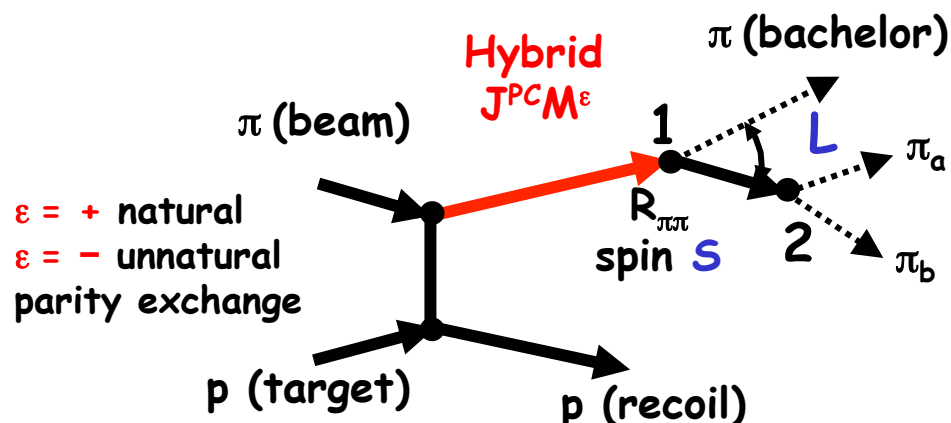 Hybrid
J^PC M^ε
π (beam)
π (bachelor)
1
L
π_a
R_ππ
spin S
2
π_b
ε = + natural
ε = − unnatural
parity exchange
p (target)
p (recoil)